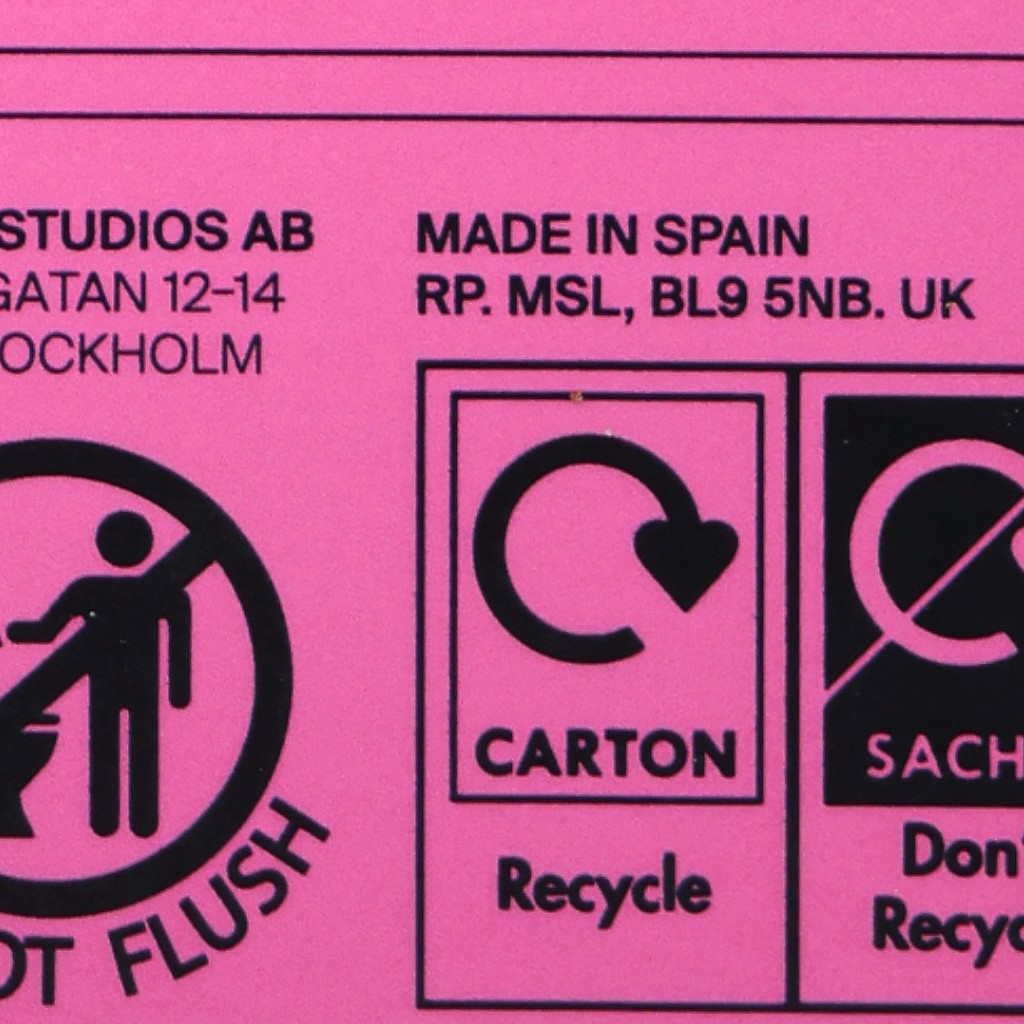 STUDIOS AB
GATAN 12–14
OCKHOLM
MADE IN SPAIN
RP. MSL, BL9 5NB. UK
OT FLUSH
CARTON
Recycle
SACH
Don'
Recyc